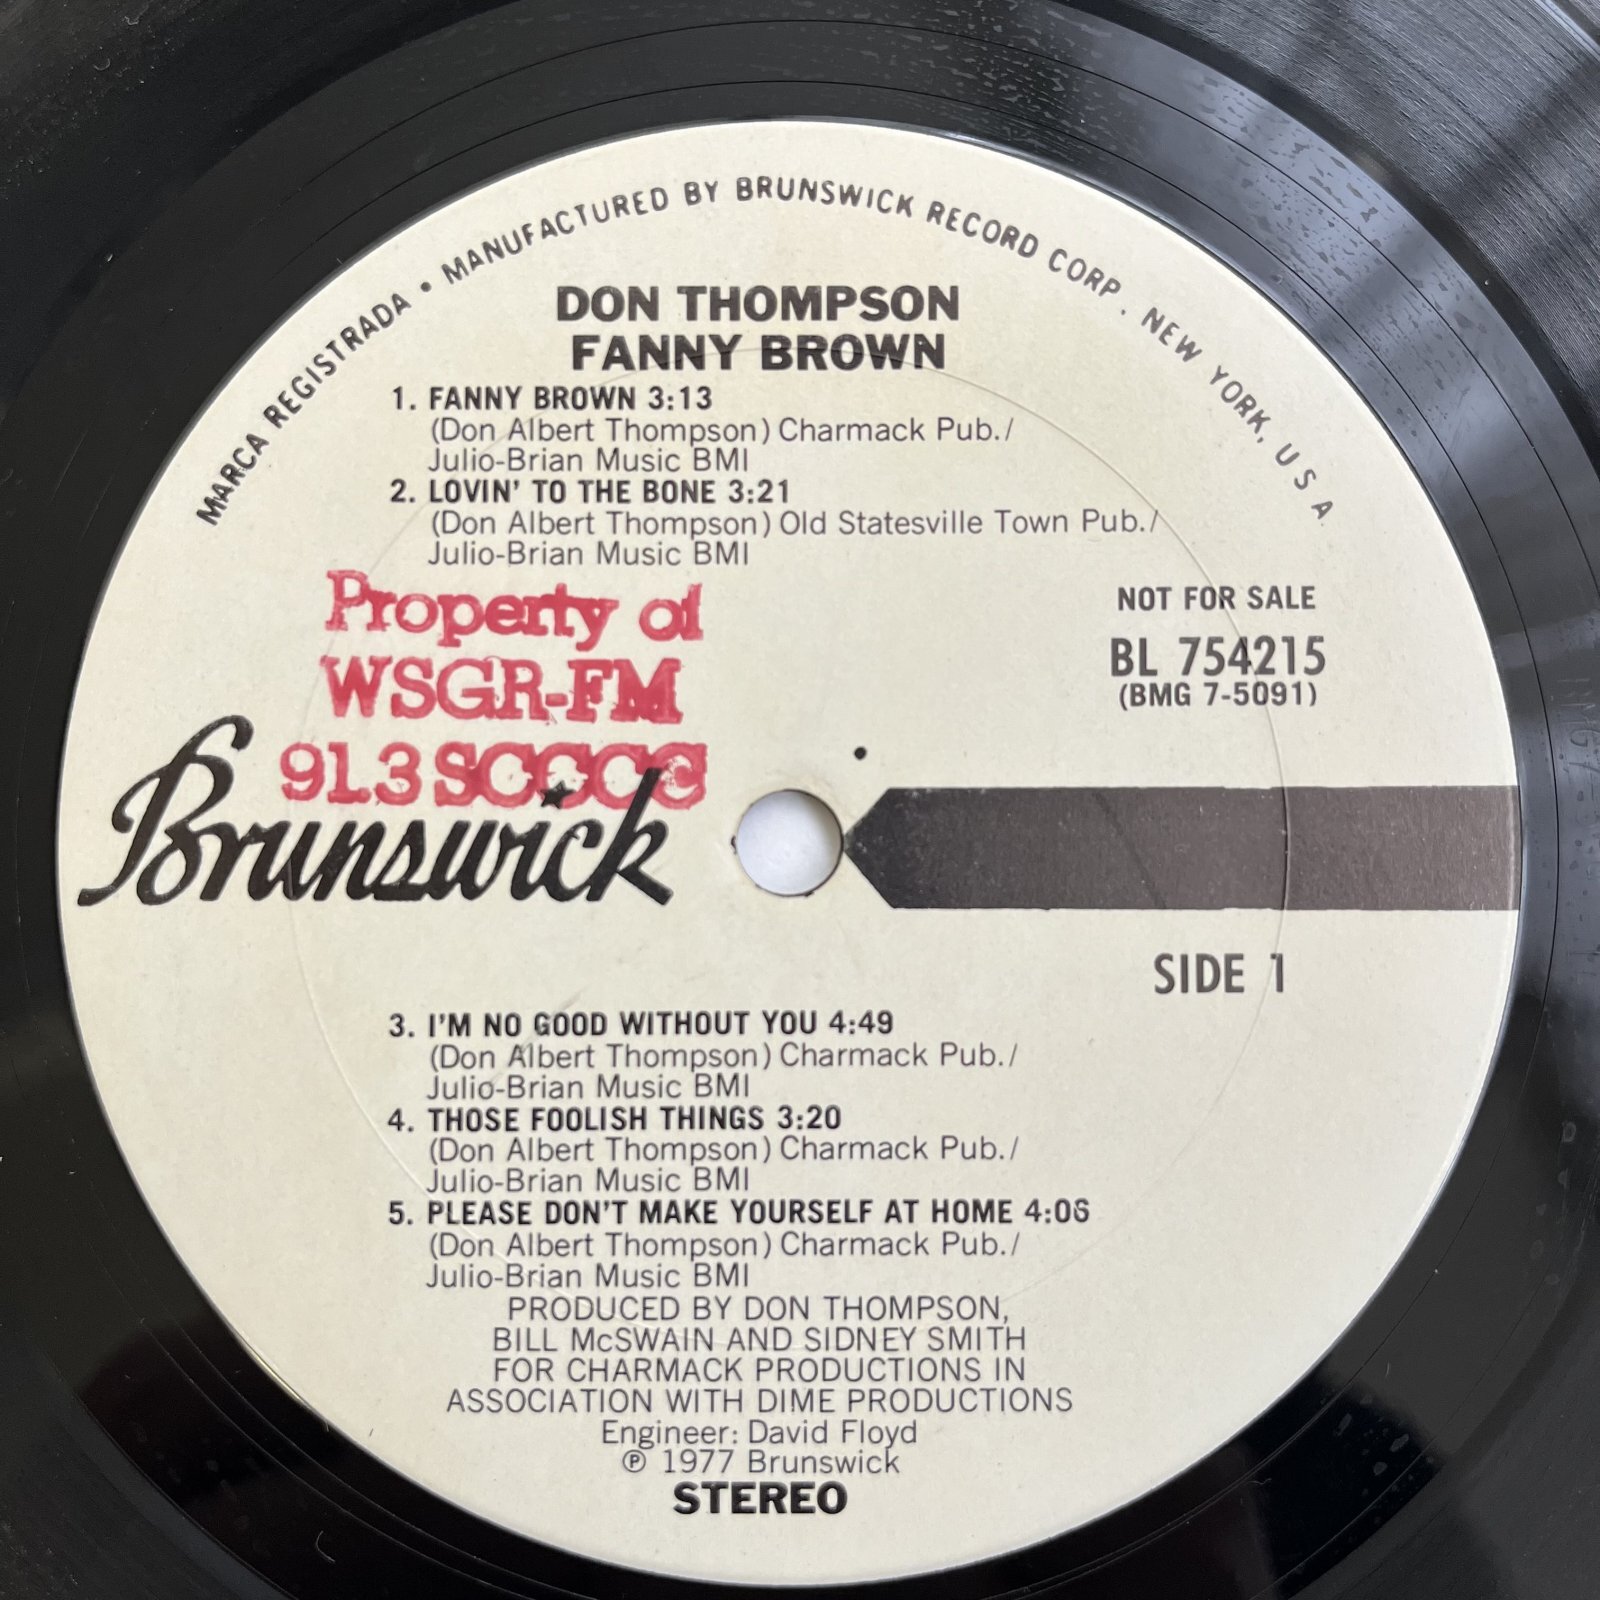 MARCA REGISTRADA • MANUFACTURED BY BRUNSWICK RECORD CORP. NEW YORK, U S A
DON THOMPSON
FANNY BROWN
1. FANNY BROWN 3:13
(Don Albert Thompson) Charmack Pub./
Julio-Brian Music BMI
2. LOVIN' TO THE BONE 3:21
(Don Albert Thompson) Old Statesville Town Pub./
Julio-Brian Music BMI
Property of
WSGR-FM
91.3 SCCCC
NOT FOR SALE
BL 754215
(BMG 7-5091)
Brunswick
SIDE 1
3. I'M NO GOOD WITHOUT YOU 4:49
(Don Albert Thompson) Charmack Pub./
Julio-Brian Music BMI
4. THOSE FOOLISH THINGS 3:20
(Don Albert Thompson) Charmack Pub./
Julio-Brian Music BMI
5. PLEASE DON'T MAKE YOURSELF AT HOME 4:06
(Don Albert Thompson) Charmack Pub./
Julio-Brian Music BMI
PRODUCED BY DON THOMPSON,
BILL McSWAIN AND SIDNEY SMITH
FOR CHARMACK PRODUCTIONS IN
ASSOCIATION WITH DIME PRODUCTIONS
Engineer: David Floyd
℗ 1977 Brunswick
STEREO